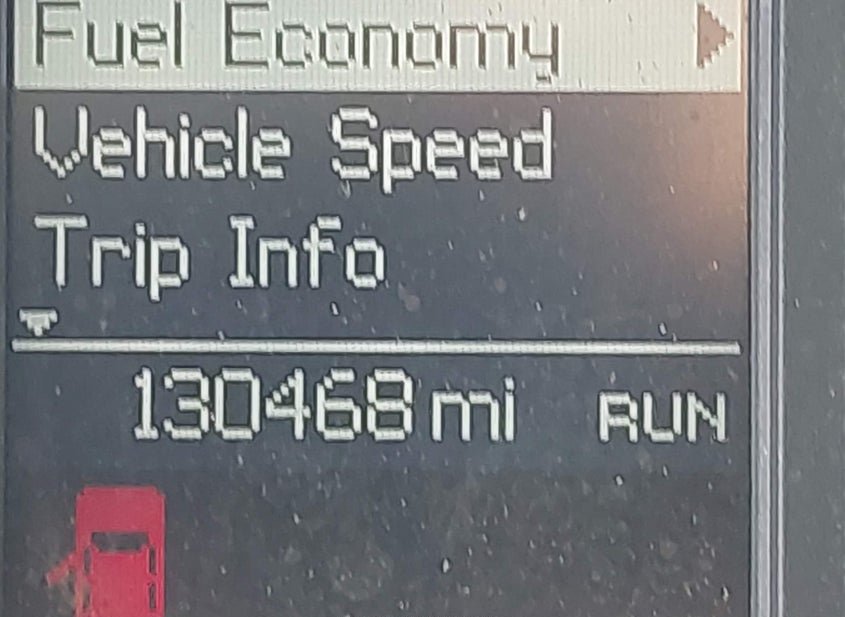 Fuel Economy
Vehicle Speed
Trip Info
130468 mi RUN